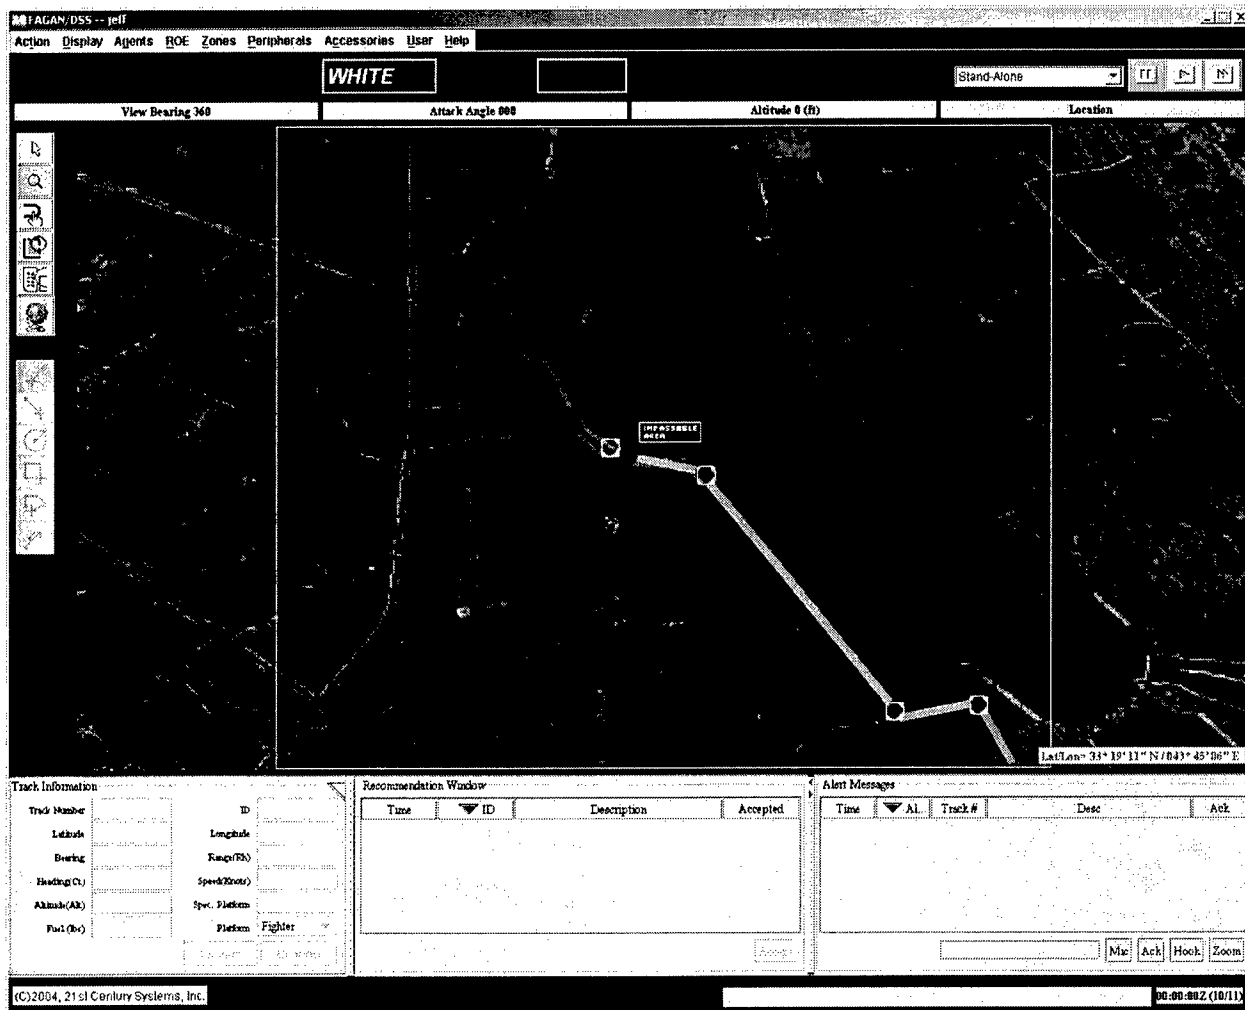 FAGAN/DSS -- jeff
Action Display Agents ROE Zones Peripherals Accessories User Help
WHITE
Stand-Alone
View Bearing 360 Attack Angle 000 Altitude 0 (ft) Location
IMPASSABLE
AREA
Lat/Lon= 33° 19' 11" N / 043° 45' 06" E
Track Information
Track Number ID
Latitude Longitude
Bearing Range(Rh)
Heading(Ct) Speed(Knots)
Altitude(Alt) Spec. Platform
Fuel (lbs) Platform Fighter
Recommendation Window
Time ID Description Accepted
Alert Messages
Time Al... Track # Desc Ack
Mic Ack Hook Zoom
(C)2004, 21st Century Systems, Inc.
00:00:00Z (10/11)